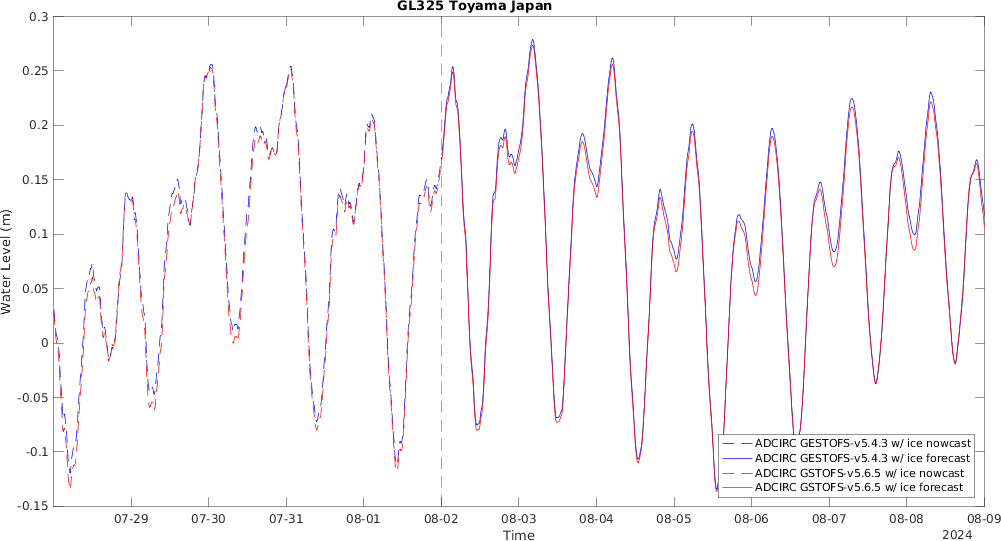 GL325 Toyama Japan
0.3
0.25
0.2
0.15
0.1
0.05
0
-0.05
-0.1
-0.15
Water Level (m)
ADCIRC GESTOFS-v5.4.3 w/ ice nowcast
ADCIRC GESTOFS-v5.4.3 w/ ice forecast
ADCIRC GSTOFS-v5.6.5 w/ ice nowcast
ADCIRC GSTOFS-v5.6.5 w/ ice forecast
07-29 07-30 07-31 08-01 08-02 08-03 08-04 08-05 08-06 08-07 08-08 08-09
Time
2024